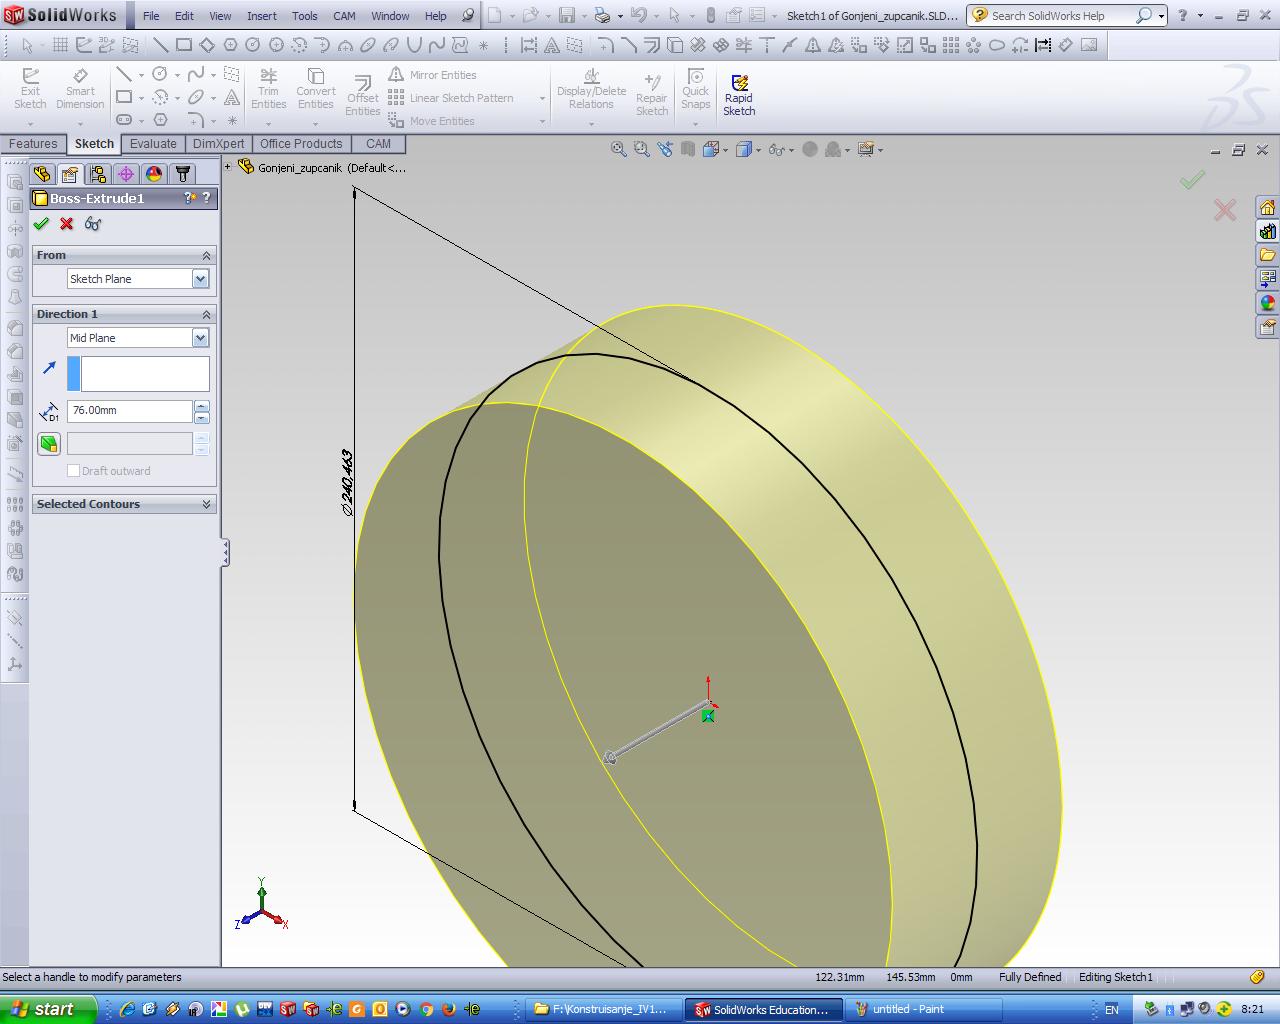 SolidWorks File Edit View Insert Tools CAM Window Help Sketch1 of Gonjeni_zupcanik.SLD... Search SolidWorks Help
Exit Sketch
Smart Dimension
Trim Entities
Convert Entities
Offset Entities
Mirror Entities
Linear Sketch Pattern
Move Entities
Display/Delete Relations
Repair Sketch
Quick Snaps
Rapid Sketch
Features Sketch Evaluate DimXpert Office Products CAM
Gonjeni_zupcanik (Default<...
Boss-Extrude1
From
Sketch Plane
Direction 1
Mid Plane
D1 76.00mm
Draft outward
Selected Contours
∅240,463
Y
Z X
Select a handle to modify parameters 122.31mm 145.53mm 0mm Fully Defined Editing Sketch1
start F:\Konstruisanje_IV1... SolidWorks Education... untitled - Paint EN 8:21